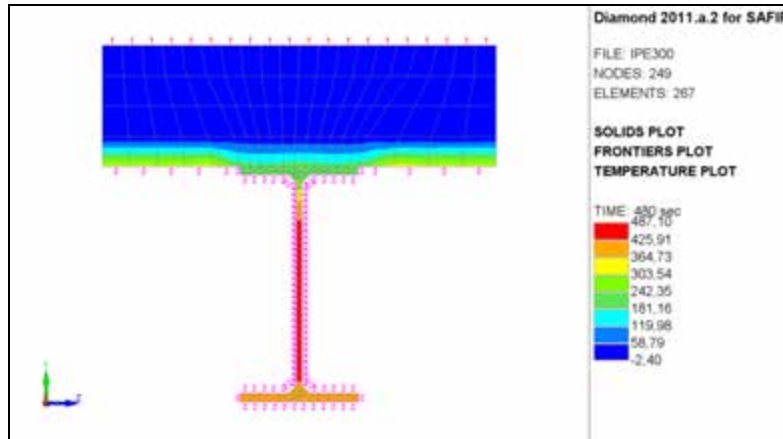 Diamond 2011.a.2 for SAFIR
FILE: IPE300
NODES: 249
ELEMENTS: 267
SOLIDS PLOT
FRONTIERS PLOT
TEMPERATURE PLOT
TIME: 480 sec
487,10
425,91
364,73
303,54
242,35
181,16
119,98
58,79
-2,40